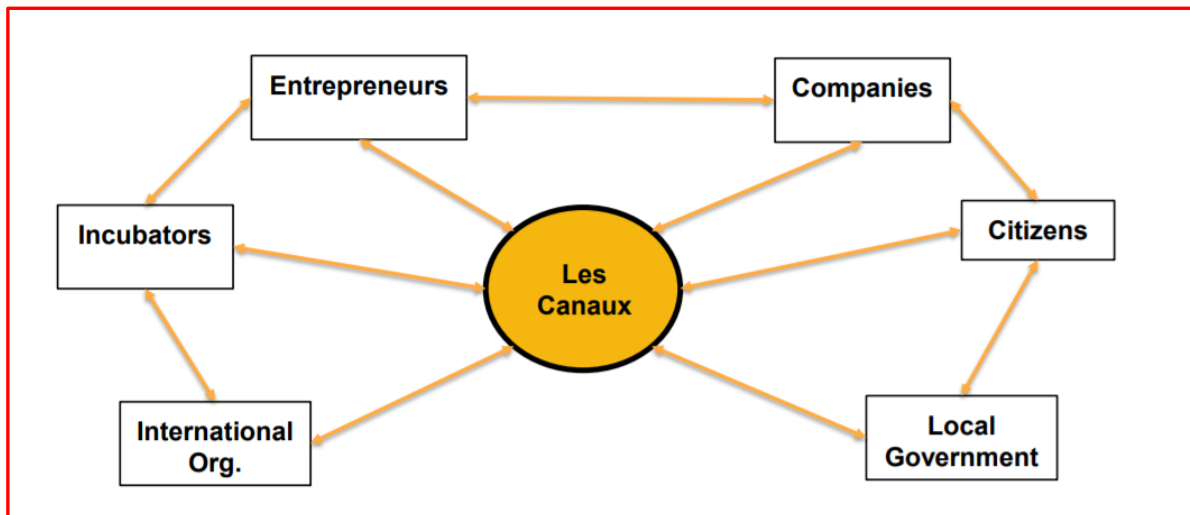 Entrepreneurs
Companies
Incubators
Citizens
Les
Canaux
International
Org.
Local
Government